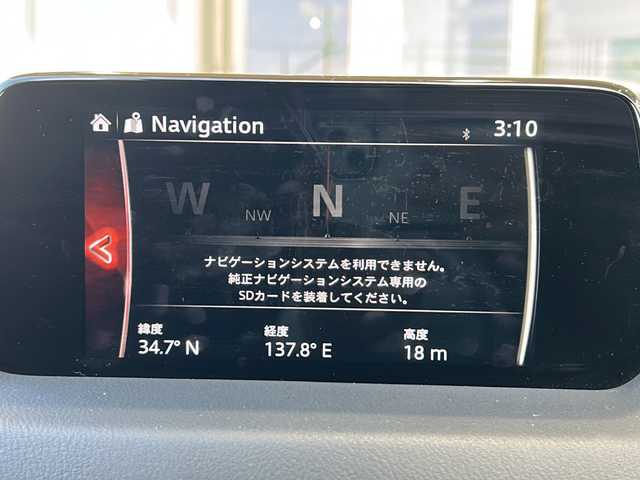 Navigation 3:10
W NW N NE E
ナビゲーションシステムを利用できません。
純正ナビゲーションシステム専用の
SDカードを装着してください。
緯度 経度 高度
34.7° N 137.8° E 18 m